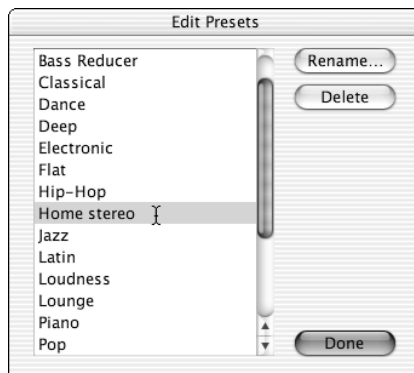 Edit Presets
Bass Reducer
Classical
Dance
Deep
Electronic
Flat
Hip-Hop
Home stereo
Jazz
Latin
Loudness
Lounge
Piano
Pop
Rename...
Delete
Done